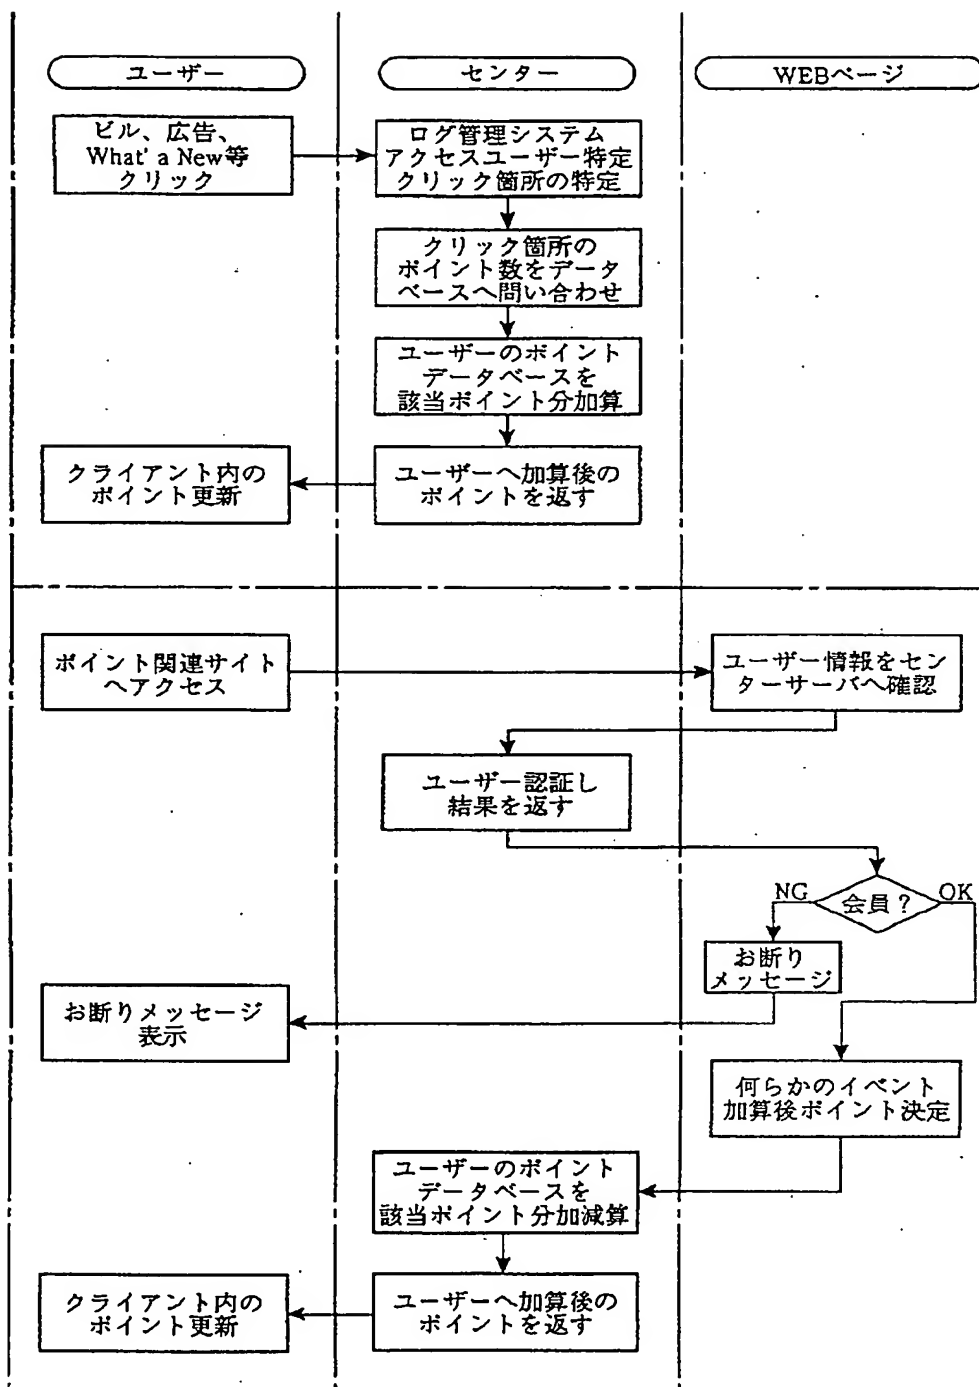 ユーザー
センター
WEBページ
ビル、広告、
What' a New等
クリック
ログ管理システム
アクセスユーザー特定
クリック箇所の特定
クリック箇所の
ポイント数をデータ
ベースへ問い合わせ
ユーザーのポイント
データベースを
該当ポイント分加算
クライアント内の
ポイント更新
ユーザーへ加算後の
ポイントを返す
ポイント関連サイト
へアクセス
ユーザー情報をセン
ターサーバへ確認
ユーザー認証し
結果を返す
NG
会員？
OK
お断り
メッセージ
お断りメッセージ
表示
何らかのイベント
加算後ポイント決定
ユーザーのポイント
データベースを
該当ポイント分加減算
クライアント内の
ポイント更新
ユーザーへ加算後の
ポイントを返す